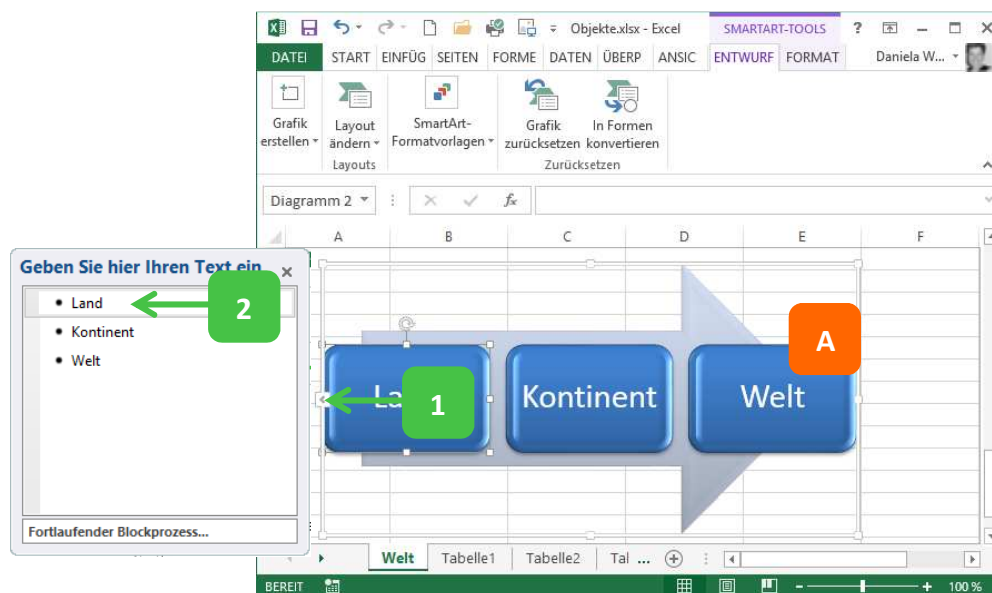 Objekte.xlsx - Excel SMARTART-TOOLS ?
DATEI START EINFÜG SEITEN FORME DATEN ÜBERP ANSIC ENTWURF FORMAT Daniela W...
Grafik erstellen
Layout ändern
SmartArt-Formatvorlagen
Grafik zurücksetzen
In Formen konvertieren
Layouts Zurücksetzen
Diagramm 2 fx
A B C D E F
Geben Sie hier Ihren Text ein
Land
Kontinent
Welt
Fortlaufender Blockprozess...
2
1
A
Kontinent Welt
Welt Tabelle1 Tabelle2 Tal ...
BEREIT 100 %